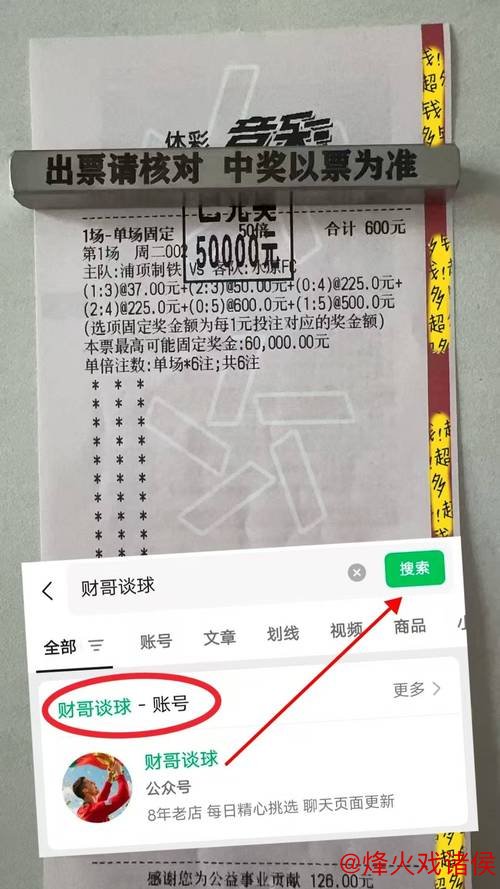 体彩 竞彩
出票请核对 中奖以票为准
已兑奖
50000元
1场-单场固定 50倍 合计 600元
第1场 周二002
主队:浦项制铁 VS 客队:水原FC
(1:3)@37.00元+(2:3)@50.00元+(0:4)@225.0元+
(2:4)@225.0元+(0:5)@600.0元+(1:5)@500.0元
(选项固定奖金额为每1元投注对应的奖金额)
本票最高可能固定奖金:60,000.00元
单倍注数:单场*6注;共6注
财哥谈球
搜索
全部 账号 文章 划线 视频 商品
财哥谈球 - 账号 更多
财哥谈球
公众号
8年老店 每日精心挑选 聊天页面更新
感谢您为公益事业贡献 126.00元
@烽火戏诸侯